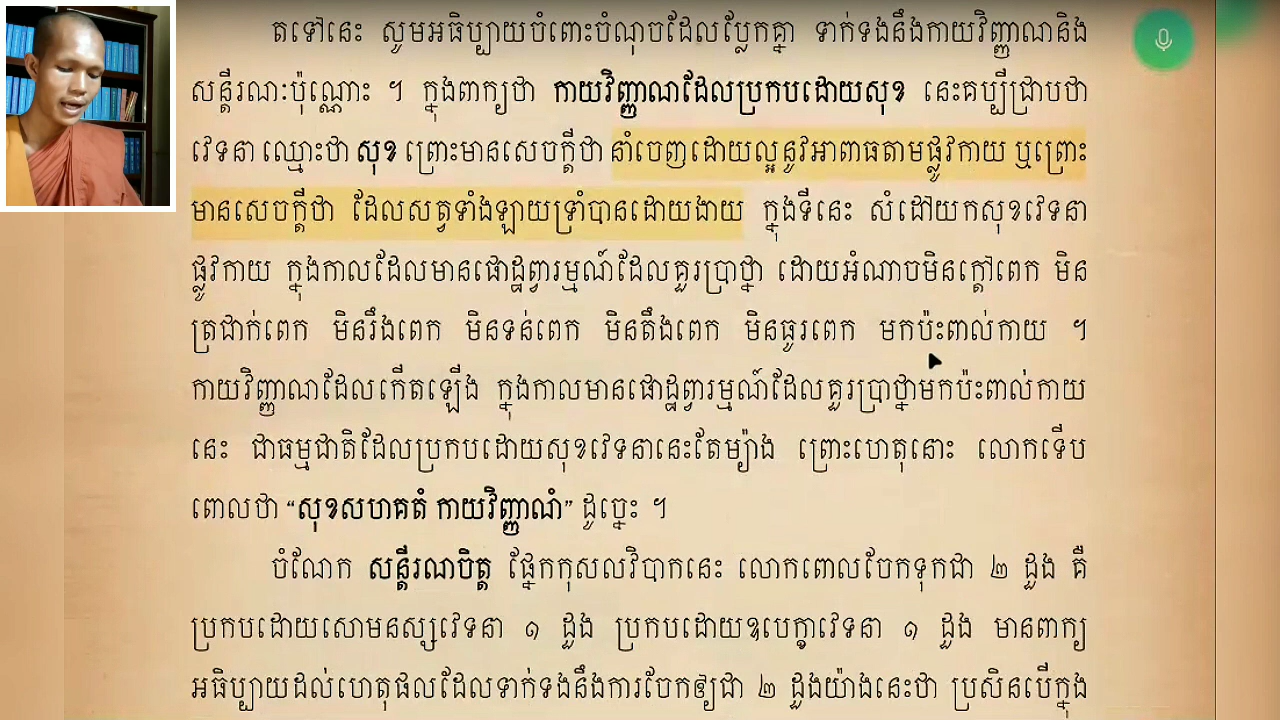 តទៅនេះ សូមអធិប្បាយចំពោះចំណុចដែលប្លែកគ្នា ទាក់ទងនឹងកាយវិញ្ញាណនិង
សន្តីរណៈប៉ុណ្ណោះ ។ ក្នុងពាក្យថា កាយវិញ្ញាណដែលប្រកបដោយសុខ នេះគប្បីជ្រាបថា
វេទនា ឈ្មោះថា សុខ ព្រោះមានសេចក្តីថា នាំចេញដោយល្អនូវអាពាធតាមផ្លូវកាយ ឬព្រោះ
មានសេចក្តីថា ដែលសត្វទាំងឡាយទ្រាំបានដោយងាយ ក្នុងទីនេះ សំដៅយកសុខវេទនា
ផ្លូវកាយ ក្នុងកាលដែលមានផោដ្ឋព្វារម្មណ៍ដែលគួរប្រាថ្នា ដោយអំណាចមិនក្តៅពេក មិន
ត្រជាក់ពេក មិនរឹងពេក មិនទន់ពេក មិនតឹងពេក មិនធូរពេក មកប៉ះពាល់កាយ ។
កាយវិញ្ញាណដែលកើតឡើង ក្នុងកាលមានផោដ្ឋព្វារម្មណ៍ដែលគួរប្រាថ្នាមកប៉ះពាល់កាយ
នេះ ជាធម្មជាតិដែលប្រកបដោយសុខវេទនានេះតែម្យ៉ាង ព្រោះហេតុនោះ លោកទើប
ពោលថា “សុខសហគតំ កាយវិញ្ញាណំ” ដូច្នេះ ។
ចំណែក សន្តីរណចិត្ត ផ្នែកកុសលវិបាកនេះ លោកពោលចែកទុកជា ២ ដួង គឺ
ប្រកបដោយសោមនស្សវេទនា ១ ដួង ប្រកបដោយឧបេក្ខាវេទនា ១ ដួង មានពាក្យ
អធិប្បាយដល់ហេតុផលដែលទាក់ទងនឹងការចែកឲ្យជា ២ ដួងយ៉ាងនេះថា ប្រសិនបើក្នុង